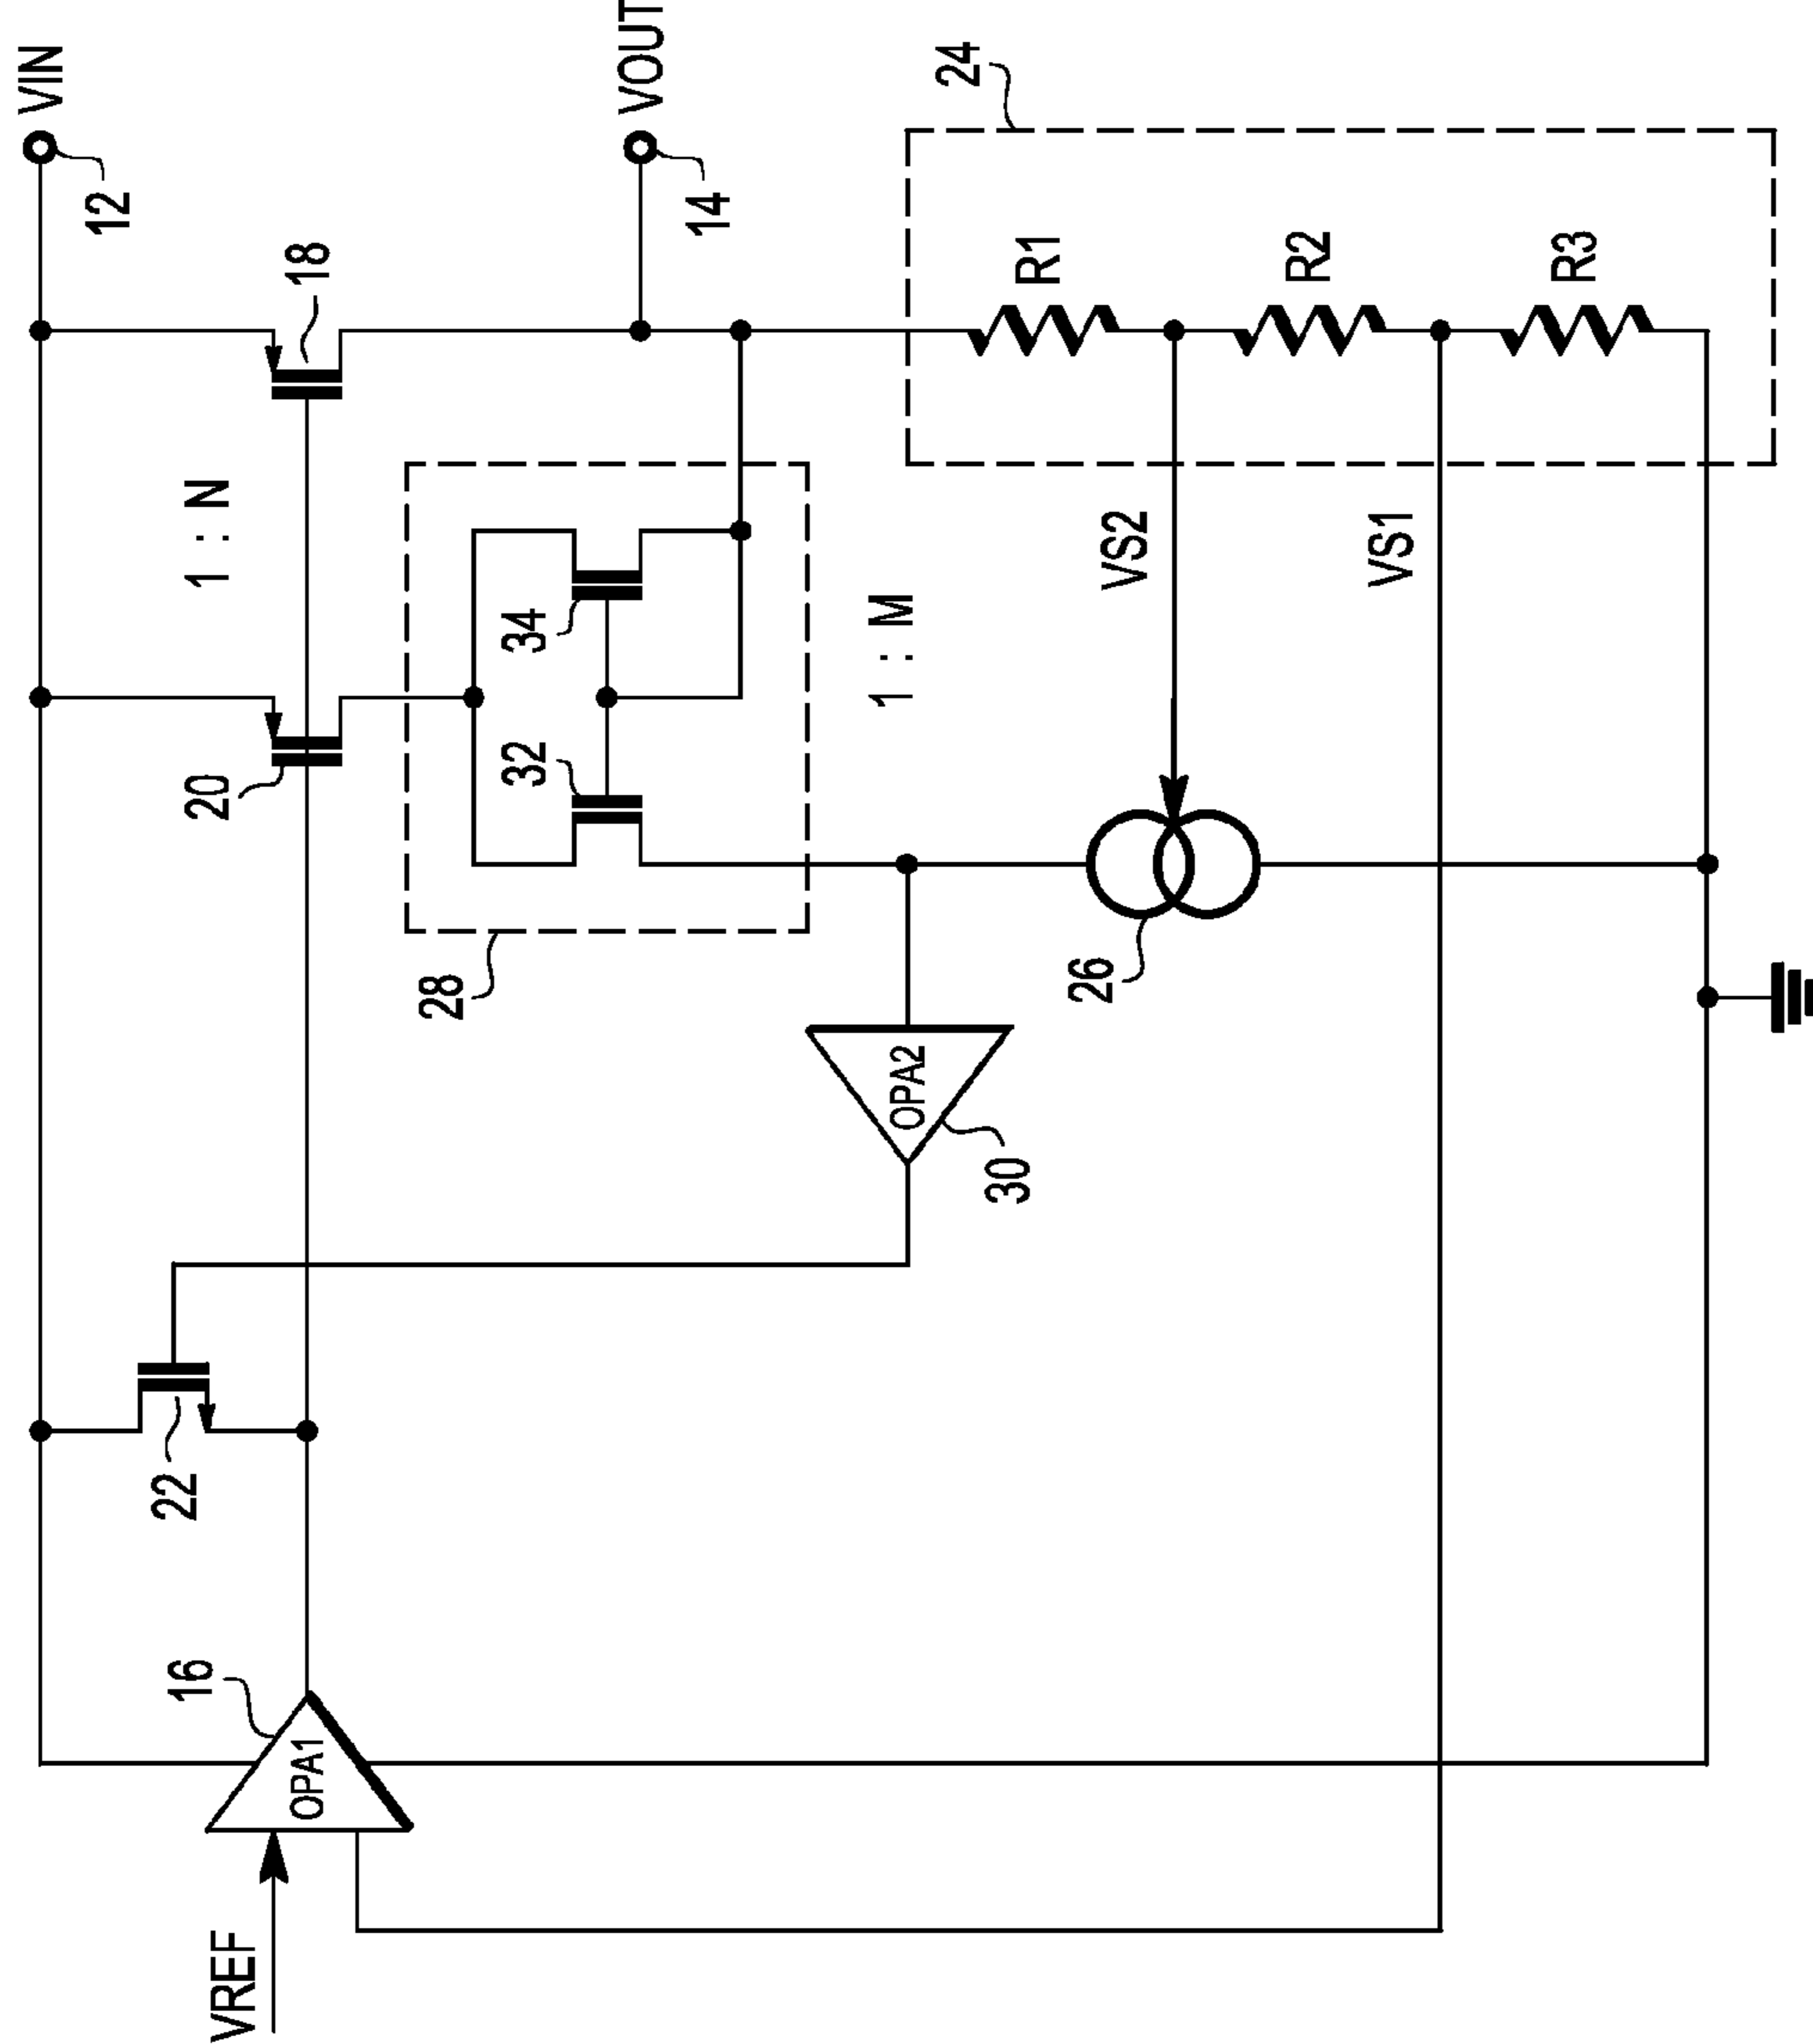 VIN
12
18
1 : N
20
22
16
OPA1
VREF
VOUT
14
34
32
28
1 : M
OPA2
30
24
R1
R2
R3
VS2
VS1
26